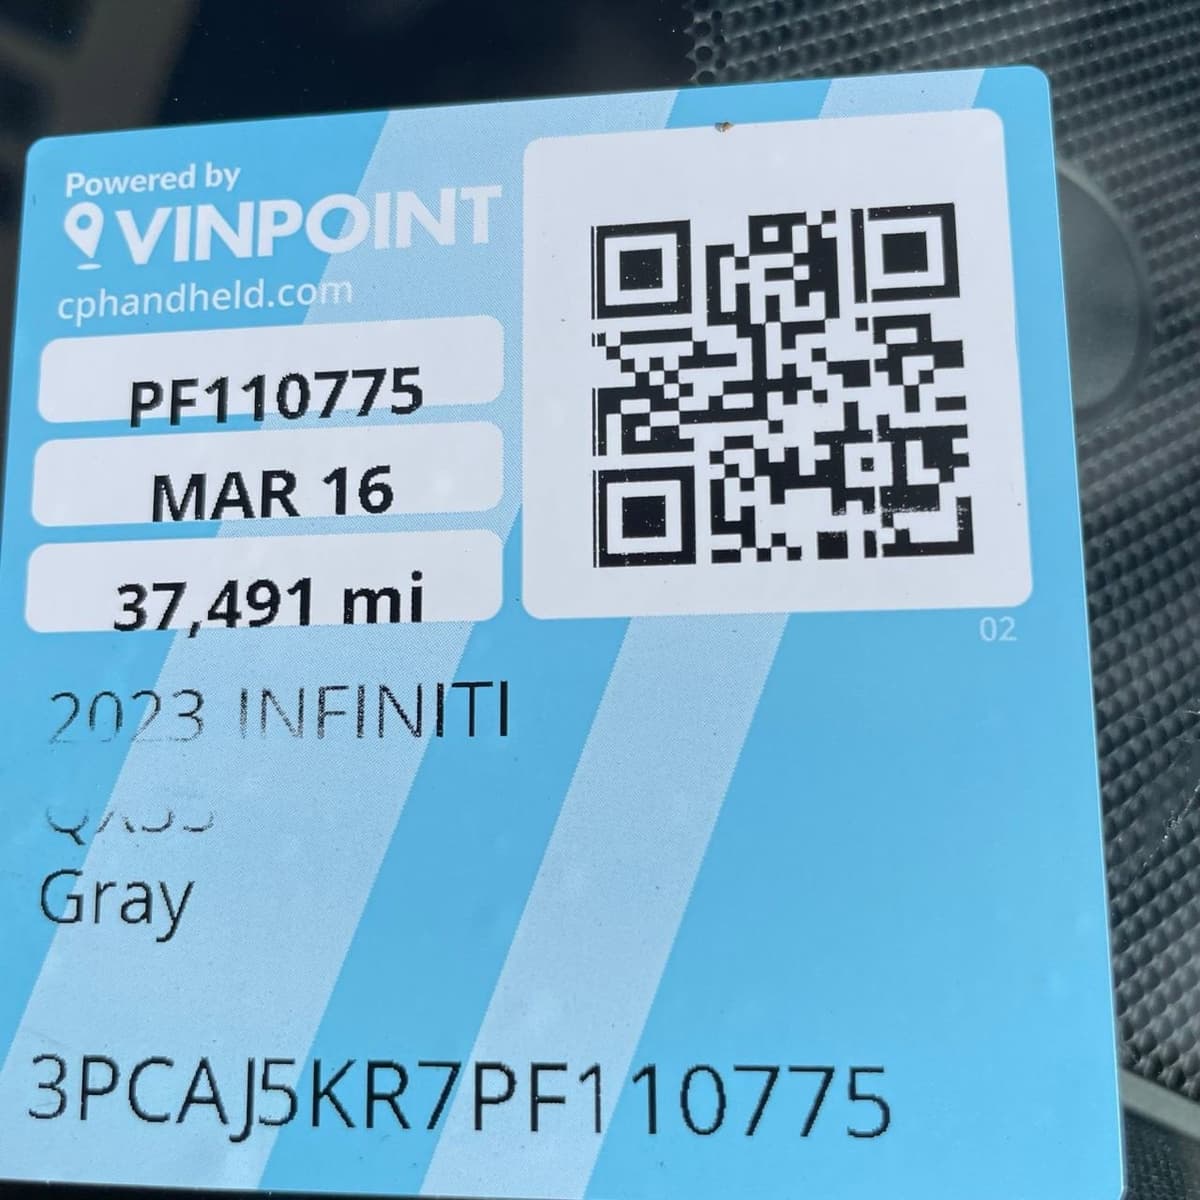 Powered by
VINPOINT
cphandheld.com
PF110775
MAR 16
37,491 mi
02
2023 INFINITI
Gray
3PCAJ5KR7PF110775